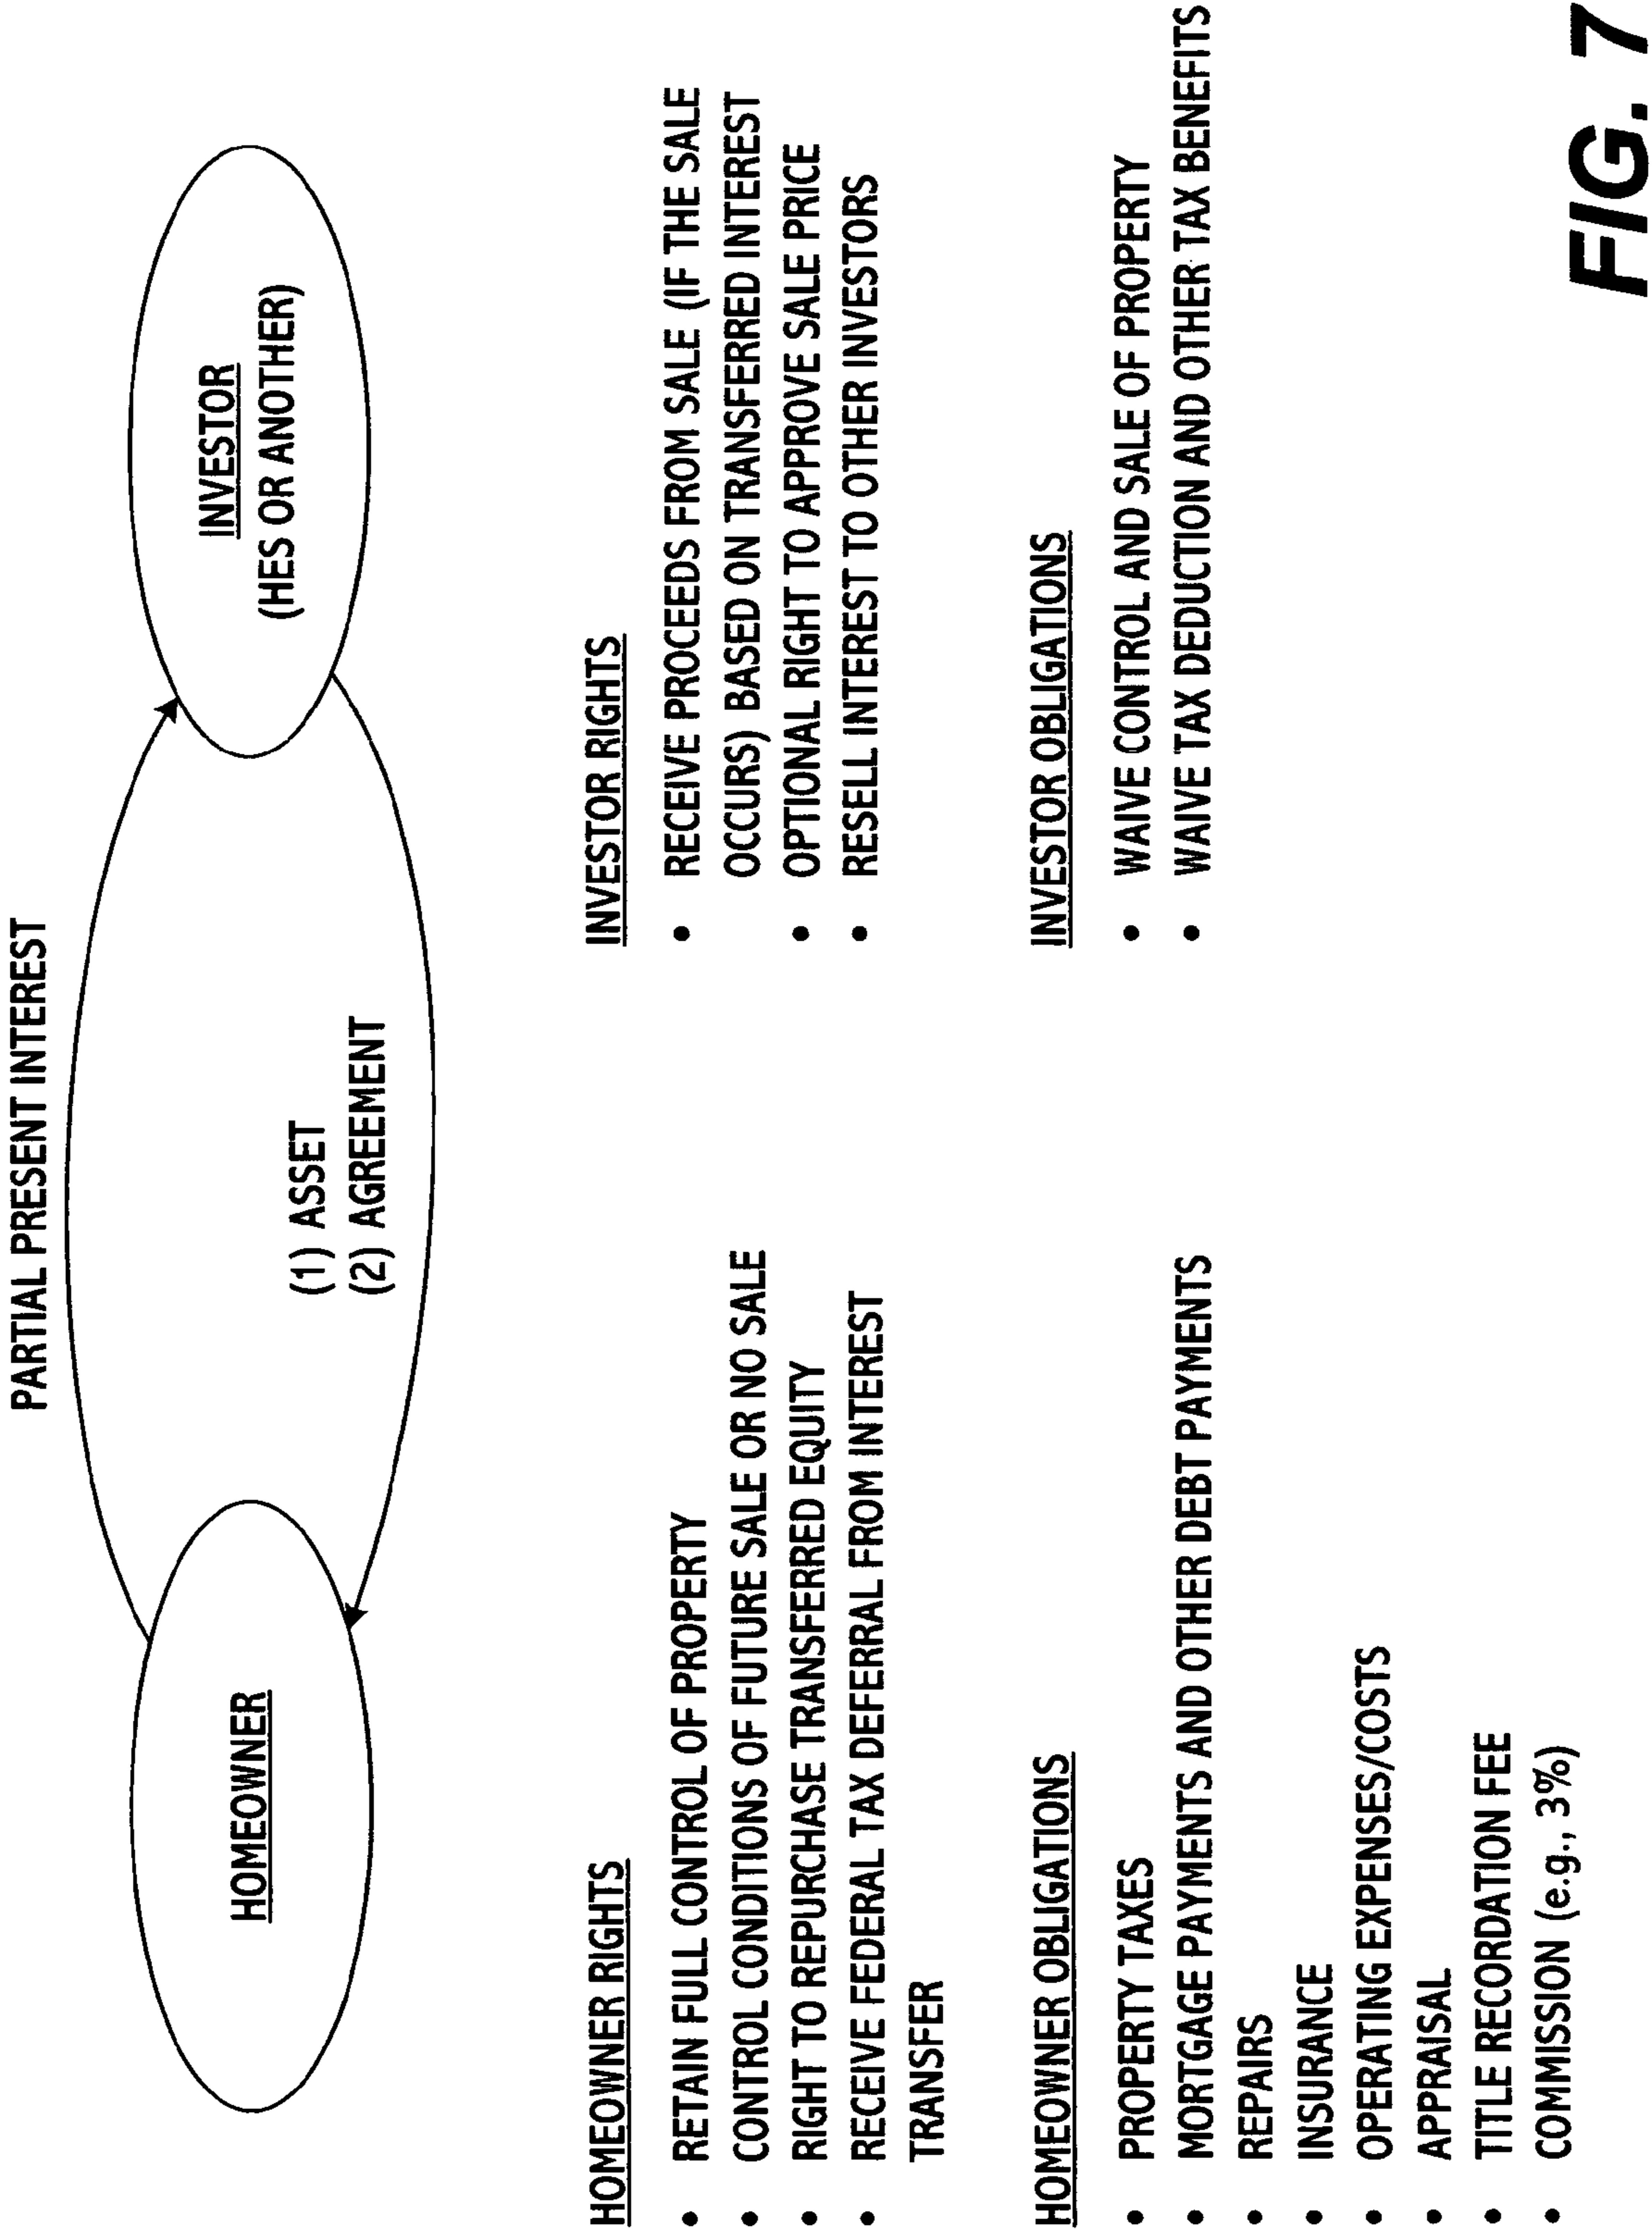 PARTIAL PRESENT INTEREST
HOMEOWNER
(1) ASSET
(2) AGREEMENT
INVESTOR
(HES OR ANOTHER)
HOMEOWNER RIGHTS
• RETAIN FULL CONTROL OF PROPERTY
• CONTROL CONDITIONS OF FUTURE SALE OR NO SALE
• RIGHT TO REPURCHASE TRANSFERRED EQUITY
• RECEIVE FEDERAL TAX DEFERRAL FROM INTEREST
TRANSFER
HOMEOWNER OBLIGATIONS
• PROPERTY TAXES
• MORTGAGE PAYMENTS AND OTHER DEBT PAYMENTS
• REPAIRS
• INSURANCE
• OPERATING EXPENSES/COSTS
• APPRAISAL
• TITLE RECORDATION FEE
• COMMISSION (e.g., 3%)
INVESTOR RIGHTS
• RECEIVE PROCEEDS FROM SALE (IF THE SALE
OCCURS) BASED ON TRANSFERRED INTEREST
• OPTIONAL RIGHT TO APPROVE SALE PRICE
• RESELL INTEREST TO OTHER INVESTORS
INVESTOR OBLIGATIONS
• WAIVE CONTROL AND SALE OF PROPERTY
• WAIVE TAX DEDUCTION AND OTHER TAX BENEFITS
FIG. 7